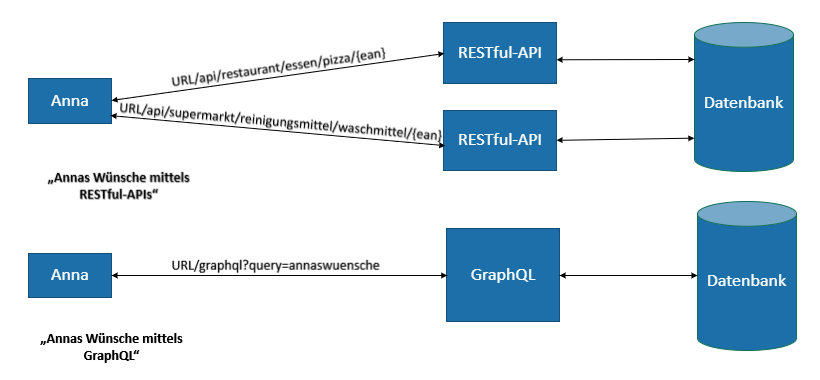 Anna
URL/api/restaurant/essen/pizza/{ean}
URL/api/supermarkt/reinigungsmittel/waschmittel/{ean}
RESTful-API
RESTful-API
Datenbank
„Annas Wünsche mittels
RESTful-APIs“
Anna
URL/graphql?query=annaswuensche
GraphQL
Datenbank
„Annas Wünsche mittels
GraphQL“